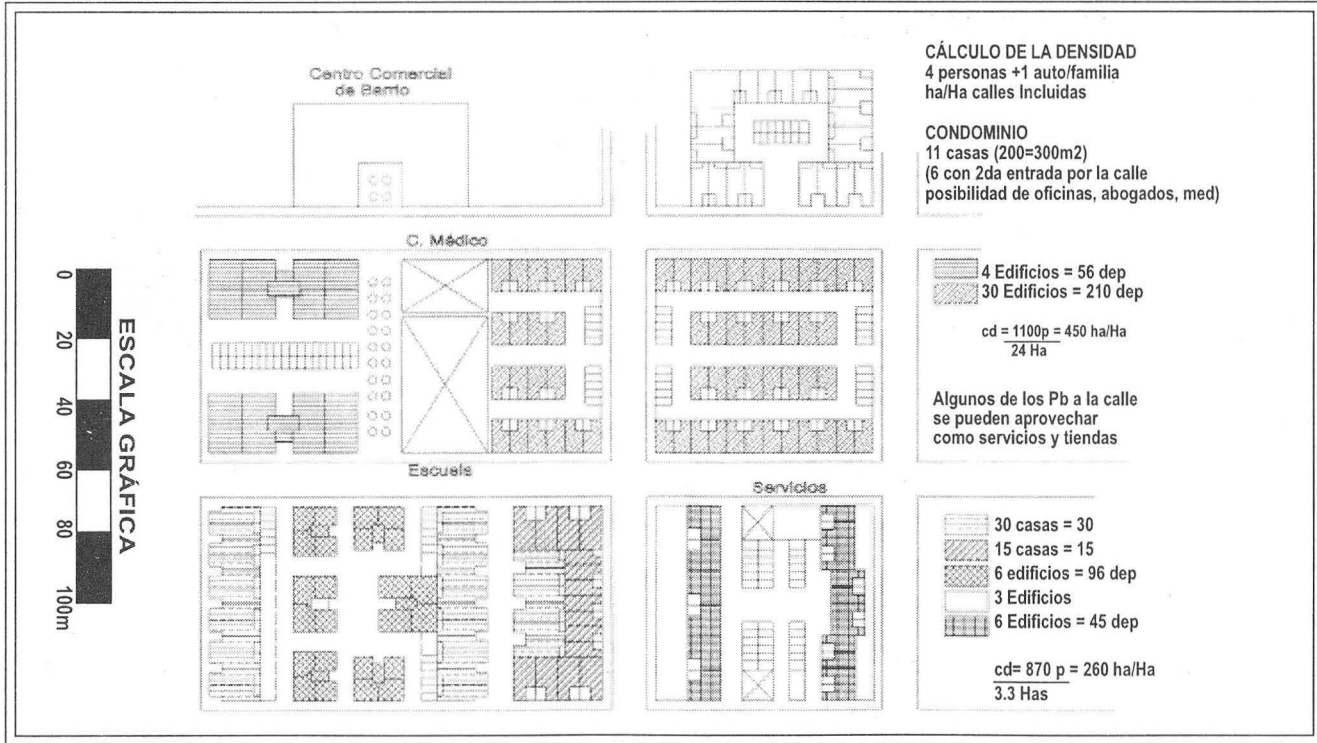 Centro Comercial
de Barrio
CÁLCULO DE LA DENSIDAD
4 personas +1 auto/familia
ha/Ha calles Incluidas
CONDOMINIO
11 casas (200=300m2)
(6 con 2da entrada por la calle
posibilidad de oficinas, abogados, med)
C. Médico
4 Edificios = 56 dep
30 Edificios = 210 dep
cd = 1100p = 450 ha/Ha
24 Ha
Algunos de los Pb a la calle
se pueden aprovechar
como servicios y tiendas
0
20
40
60
80
100m
ESCALA GRÁFICA
Escuela
Servicios
30 casas = 30
15 casas = 15
6 edificios = 96 dep
3 Edificios
6 Edificios = 45 dep
cd= 870 p = 260 ha/Ha
3.3 Has